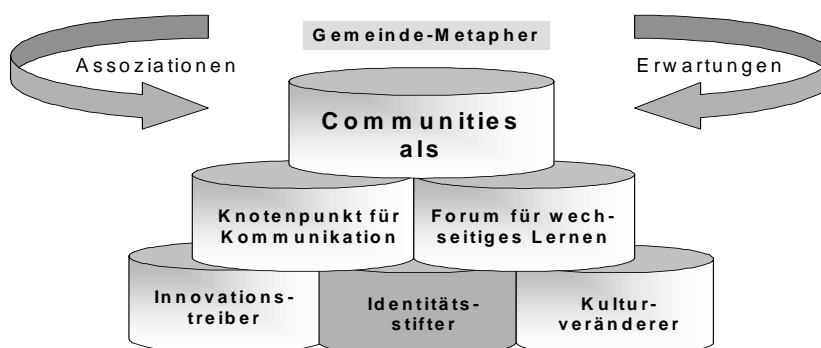 Gemeinde-Metapher
Assoziationen
Erwartungen
Communities
als
Knotenpunkt für
Kommunikation
Forum für wech-
seitiges Lernen
Innovations-
treiber
Identitäts-
stifter
Kultur-
veränderer